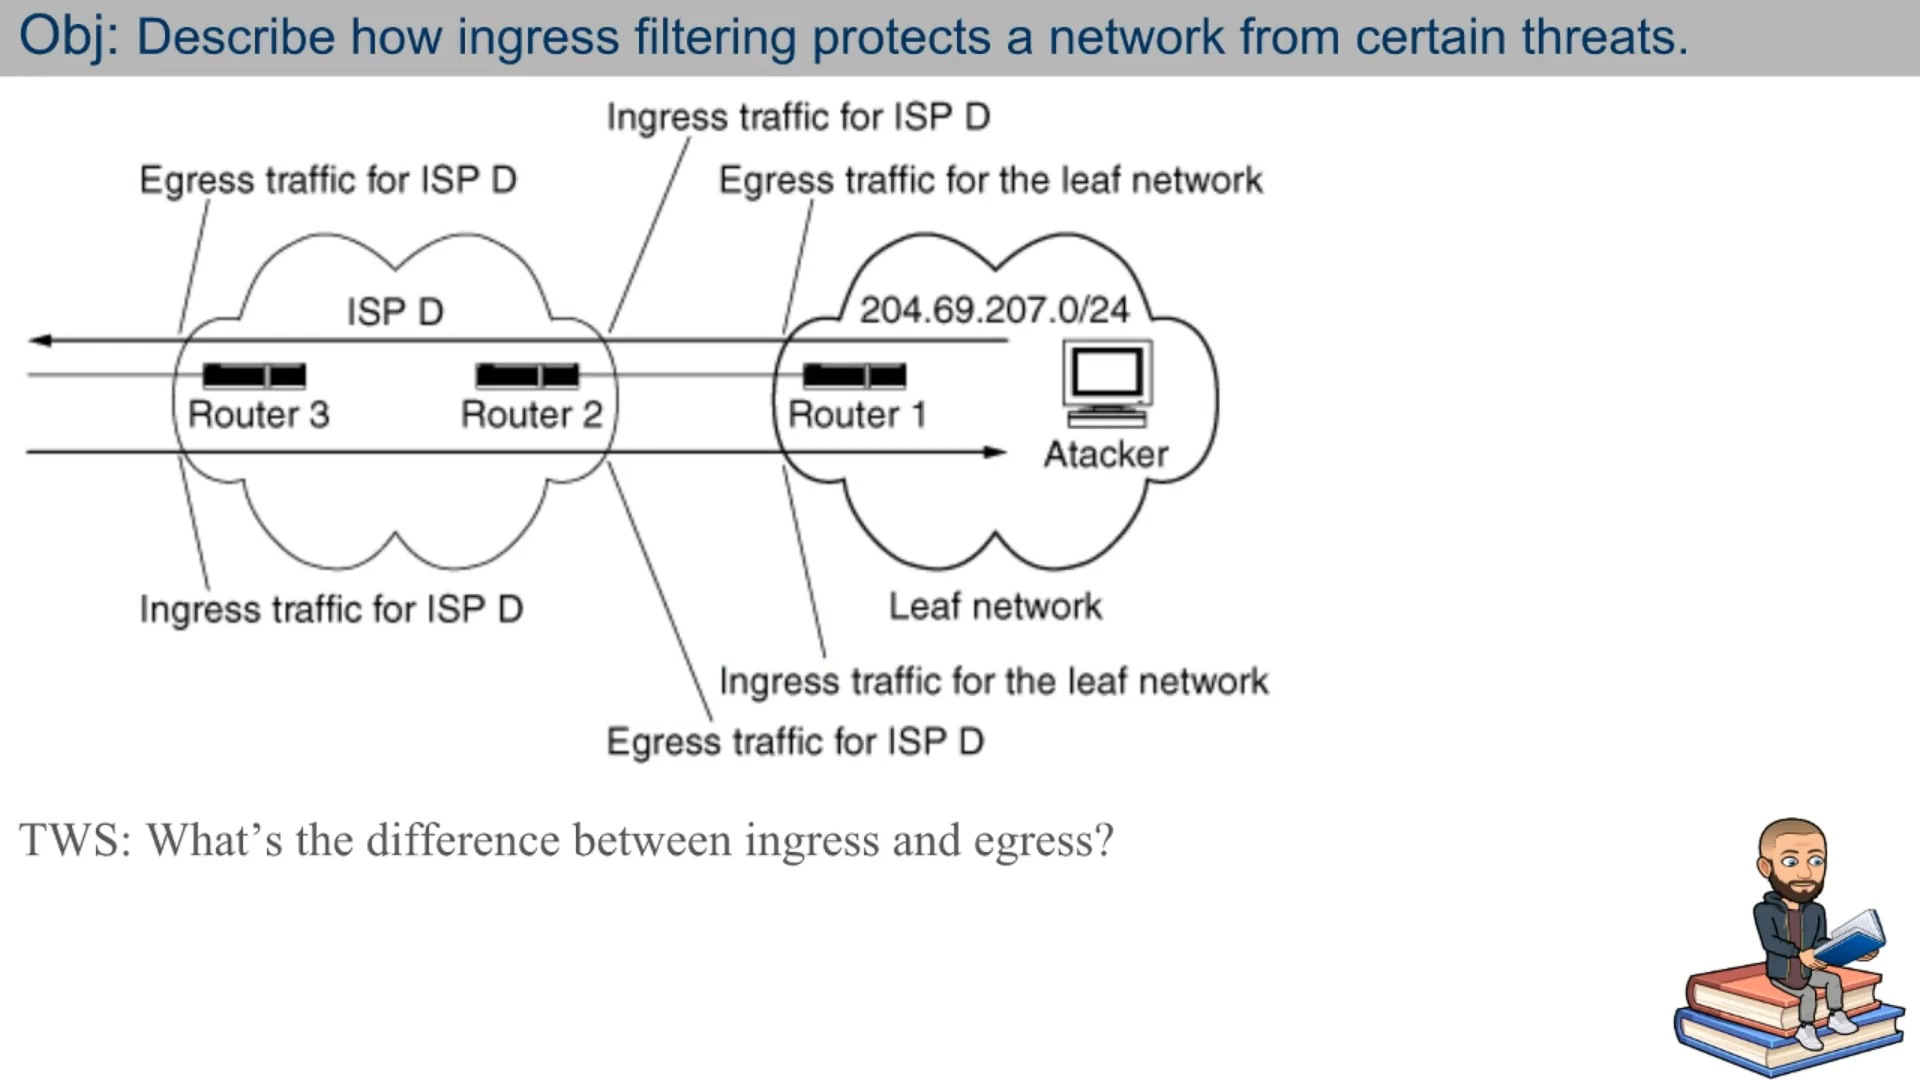 Obj: Describe how ingress filtering protects a network from certain threats.
Ingress traffic for ISP D
Egress traffic for ISP D
Egress traffic for the leaf network
ISP D
204.69.207.0/24
Router 3
Router 2
Router 1
Atacker
Ingress traffic for ISP D
Leaf network
Ingress traffic for the leaf network
Egress traffic for ISP D
TWS: What’s the difference between ingress and egress?